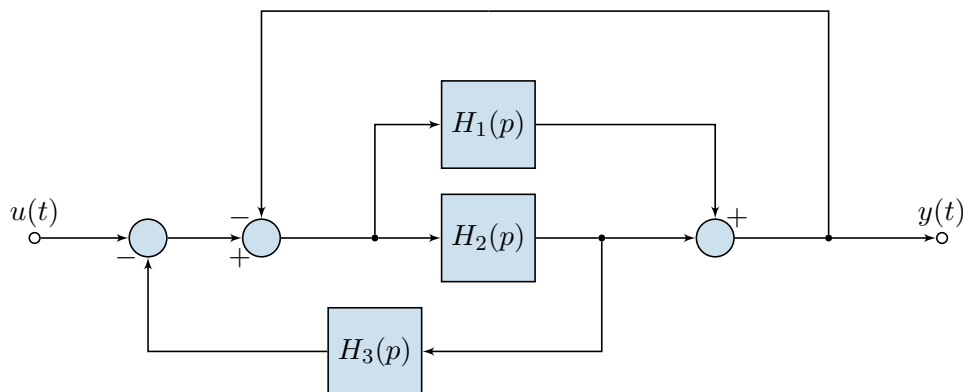 H₁(p)
u(t)
−
+
−
H₂(p)
+
y(t)
H₃(p)